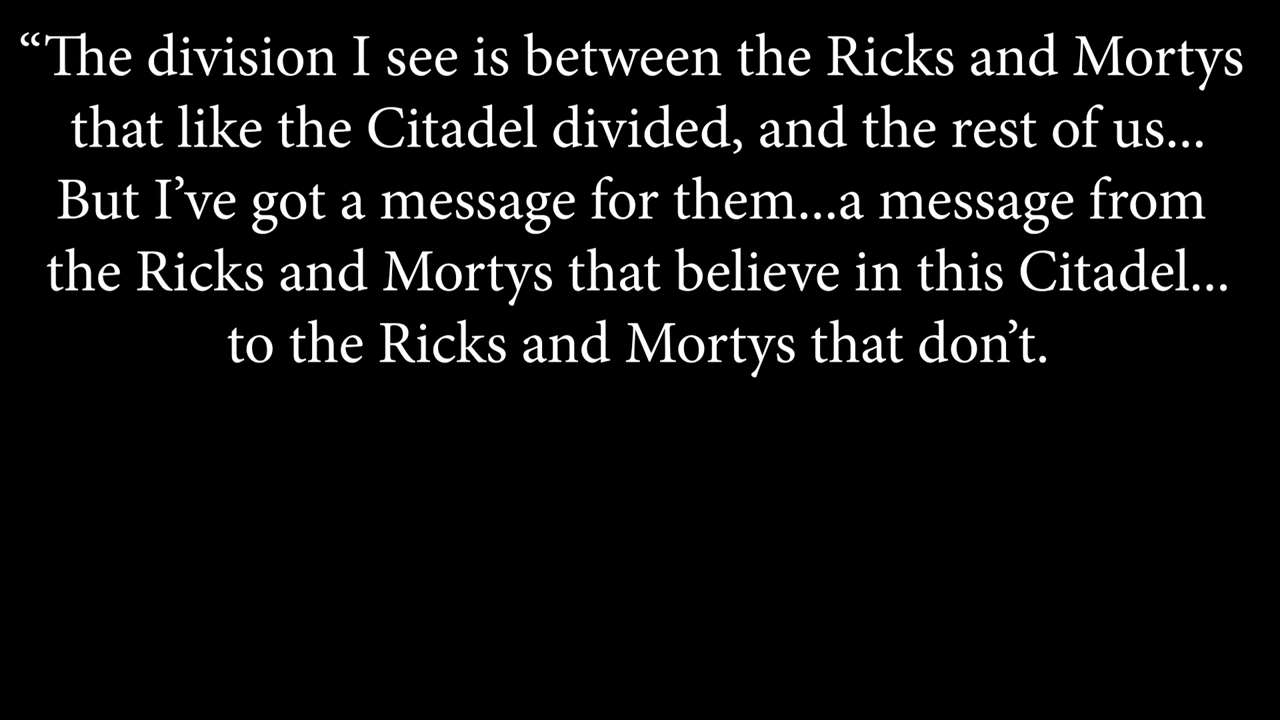 “The division I see is between the Ricks and Mortys
that like the Citadel divided, and the rest of us...
But I’ve got a message for them...a message from
the Ricks and Mortys that believe in this Citadel...
to the Ricks and Mortys that don’t.